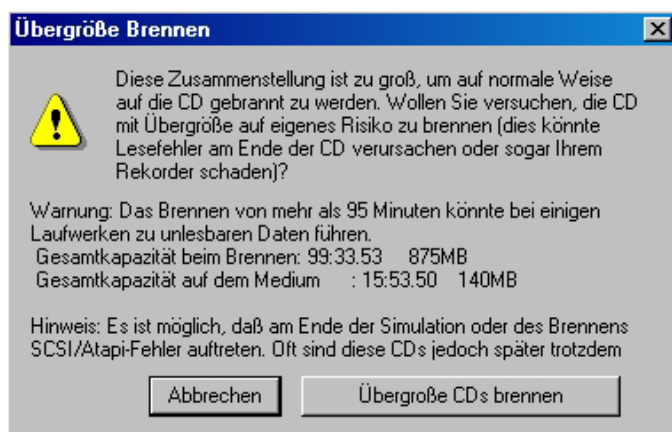 Übergröße Brennen
Diese Zusammenstellung ist zu groß, um auf normale Weise
auf die CD gebrannt zu werden. Wollen Sie versuchen, die CD
mit Übergröße auf eigenes Risiko zu brennen (dies könnte
Lesefehler am Ende der CD verursachen oder sogar Ihrem
Rekorder schaden)?
Warnung: Das Brennen von mehr als 95 Minuten könnte bei einigen
Laufwerken zu unlesbaren Daten führen.
Gesamtkapazität beim Brennen: 99:33.53 875MB
Gesamtkapazität auf dem Medium : 15:53.50 140MB
Hinweis: Es ist möglich, daß am Ende der Simulation oder des Brennens
SCSI/Atapi-Fehler auftreten. Oft sind diese CDs jedoch später trotzdem
Abbrechen Übergroße CDs brennen